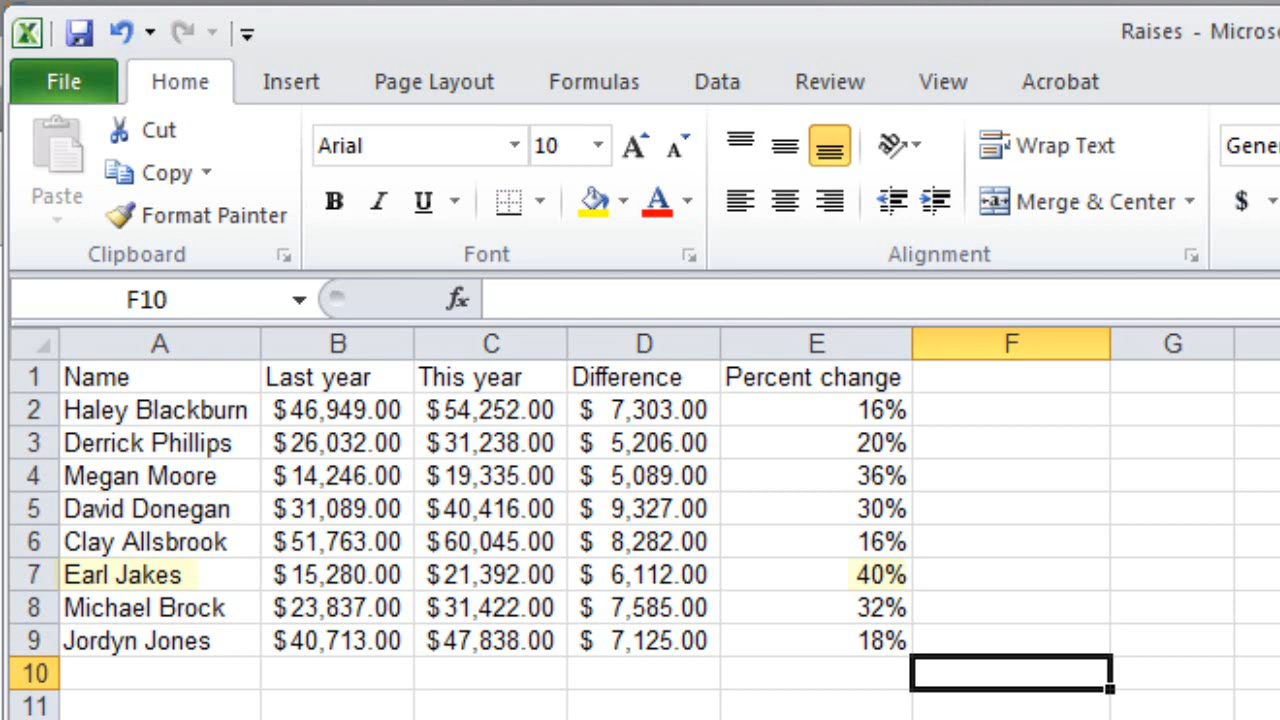 Raises - Micros
File Home Insert Page Layout Formulas Data Review View Acrobat
Cut
Arial 10 A A Wrap Text Gener
Paste Copy
B I U A Merge & Center $
Format Painter
Clipboard Font Alignment
F10 fx
A B C D E F G
1 Name Last year This year Difference Percent change
2 Haley Blackburn $46,949.00 $54,252.00 $ 7,303.00 16%
3 Derrick Phillips $26,032.00 $31,238.00 $ 5,206.00 20%
4 Megan Moore $14,246.00 $19,335.00 $ 5,089.00 36%
5 David Donegan $31,089.00 $40,416.00 $ 9,327.00 30%
6 Clay Allsbrook $51,763.00 $60,045.00 $ 8,282.00 16%
7 Earl Jakes $15,280.00 $21,392.00 $ 6,112.00 40%
8 Michael Brock $23,837.00 $31,422.00 $ 7,585.00 32%
9 Jordyn Jones $40,713.00 $47,838.00 $ 7,125.00 18%
10
11